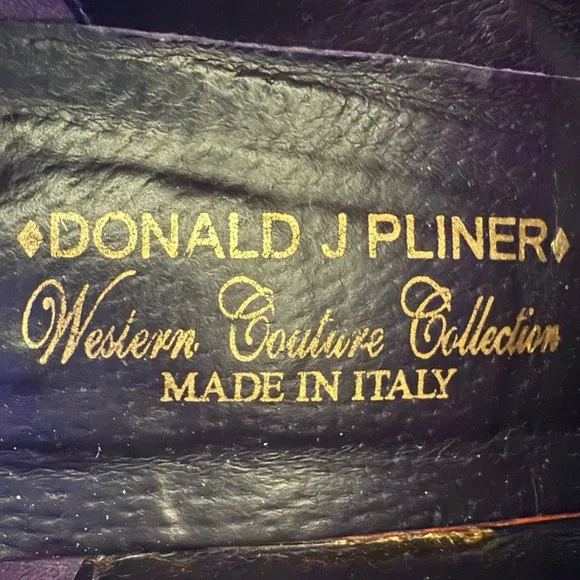 ♦DONALD J PLINER♦
Western Couture Collection
MADE IN ITALY